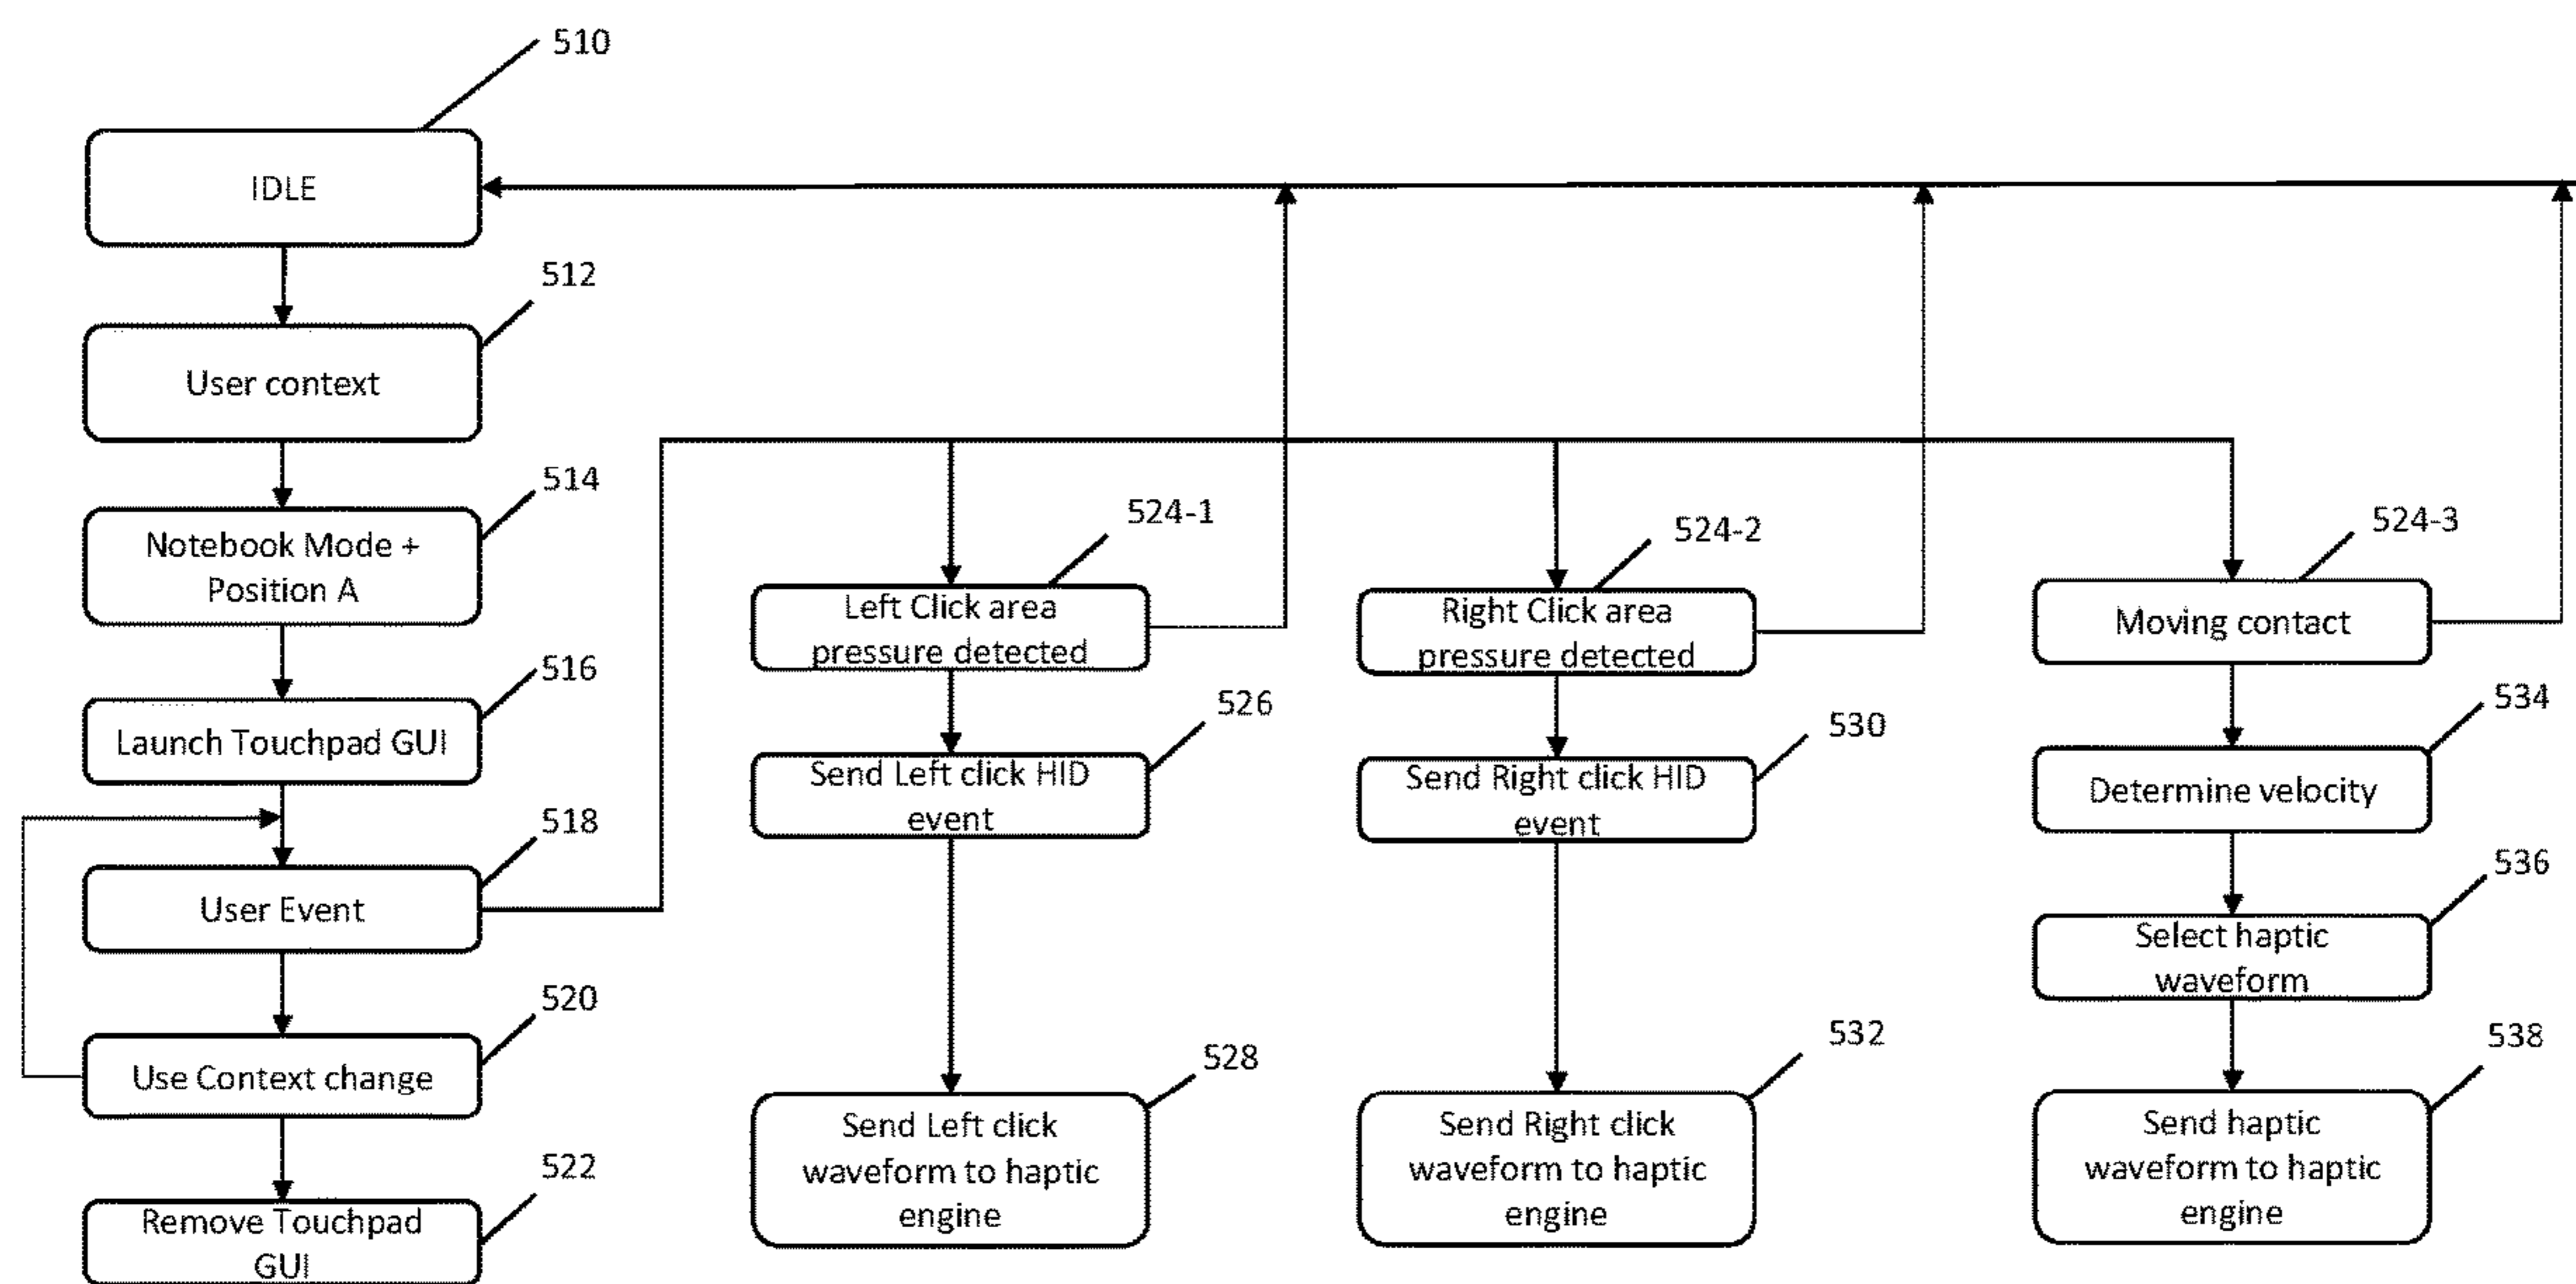 510
IDLE
512
User context
514
Notebook Mode +
Position A
516
Launch Touchpad GUI
518
User Event
520
Use Context change
522
Remove Touchpad
GUI
524-1
Left Click area
pressure detected
526
Send Left click HID
event
528
Send Left click
waveform to haptic
engine
524-2
Right Click area
pressure detected
530
Send Right click HID
event
532
Send Right click
waveform to haptic
engine
524-3
Moving contact
534
Determine velocity
536
Select haptic
waveform
538
Send haptic
waveform to haptic
engine